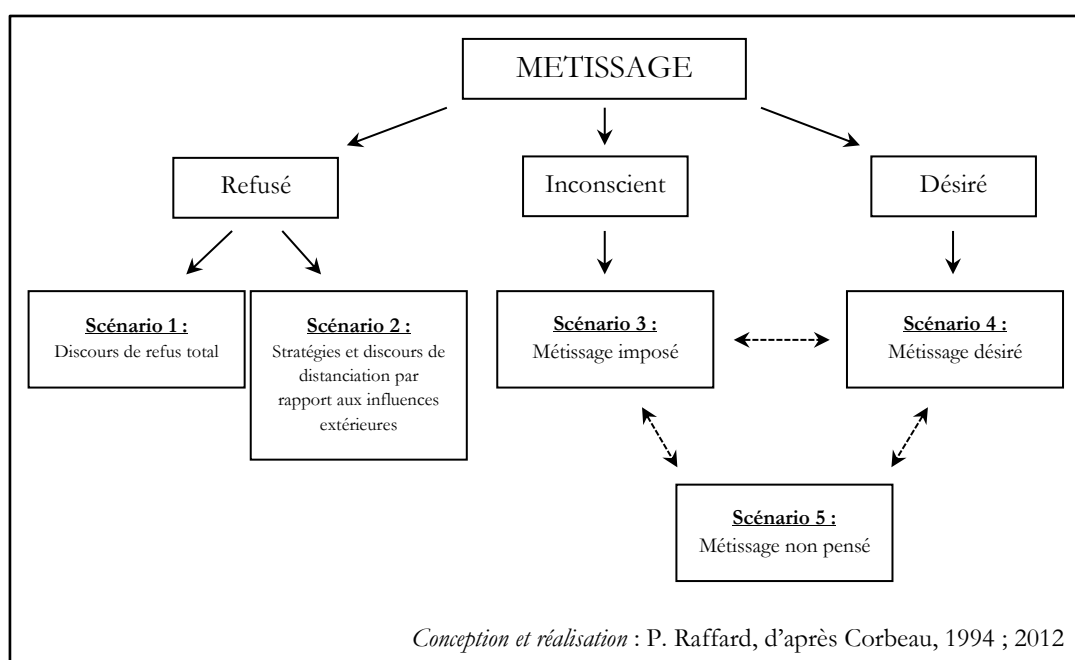 METISSAGE
Refusé
Inconscient
Désiré
Scénario 1 :
Discours de refus total
Scénario 2 :
Stratégies et discours de
distanciation par
rapport aux influences
extérieures
Scénario 3 :
Métissage imposé
Scénario 4 :
Métissage désiré
Scénario 5 :
Métissage non pensé
Conception et réalisation : P. Raffard, d’après Corbeau, 1994 ; 2012